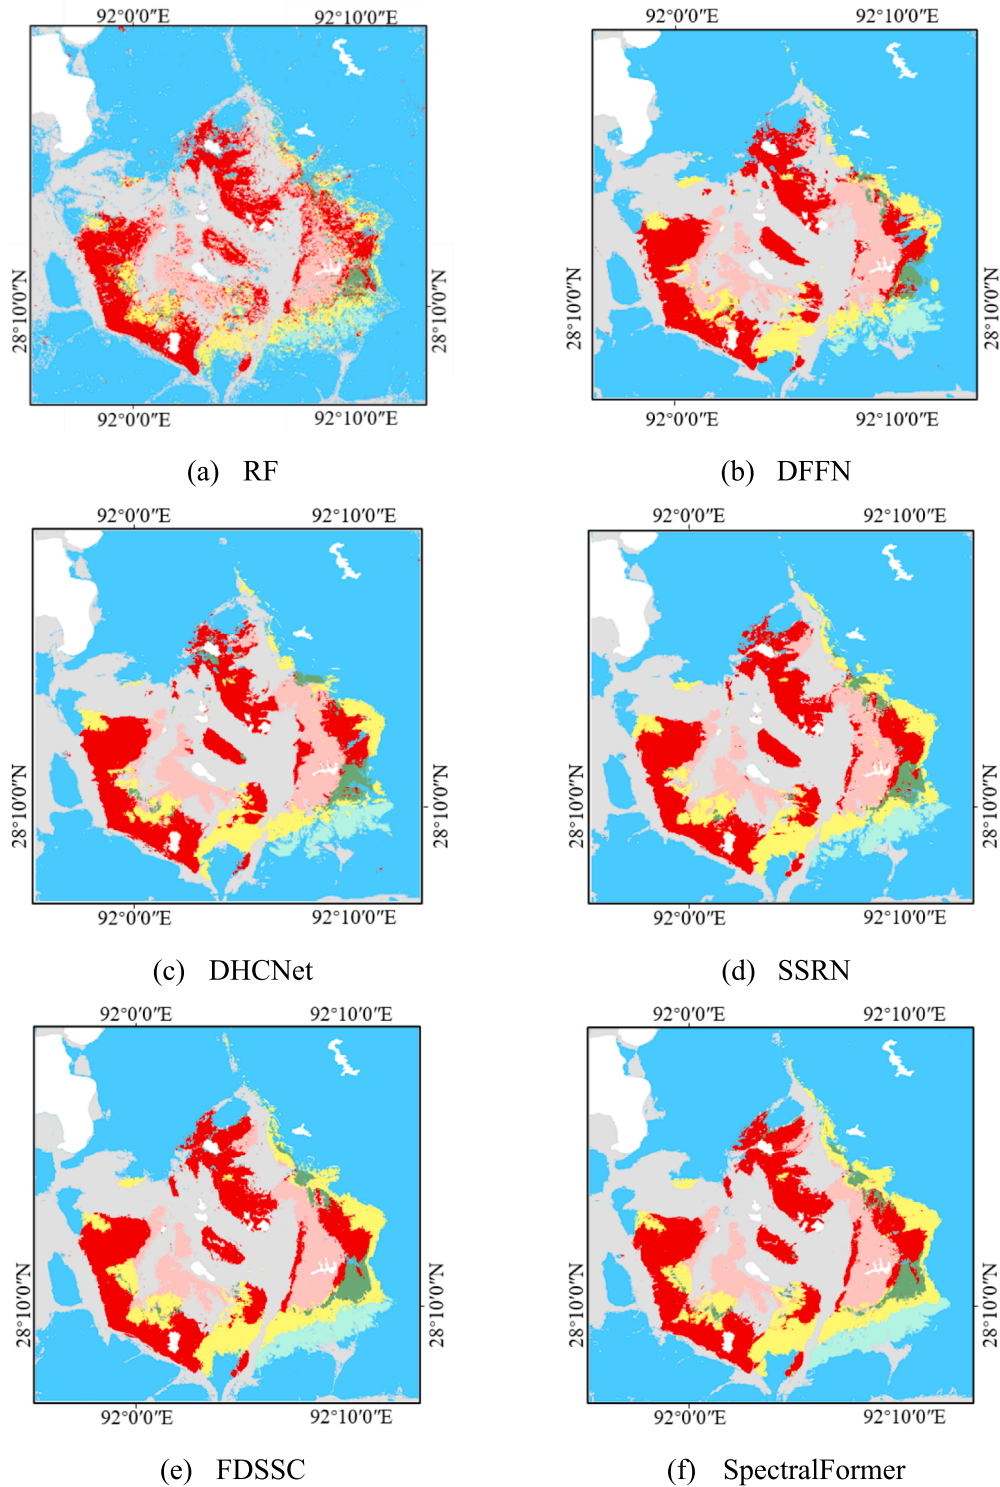 92°0′0″E 92°10′0″E 92°0′0″E 92°10′0″E
28°10′0″N 28°10′0″N 28°10′0″N 28°10′0″N
92°0′0″E 92°10′0″E 92°0′0″E 92°10′0″E
(a) RF (b) DFFN
92°0′0″E 92°10′0″E 92°0′0″E 92°10′0″E
28°10′0″N 28°10′0″N 28°10′0″N 28°10′0″N
92°0′0″E 92°10′0″E 92°0′0″E 92°10′0″E
(c) DHCNet (d) SSRN
92°0′0″E 92°10′0″E 92°0′0″E 92°10′0″E
28°10′0″N 28°10′0″N 28°10′0″N 28°10′0″N
92°0′0″E 92°10′0″E 92°0′0″E 92°10′0″E
(e) FDSSC (f) SpectralFormer